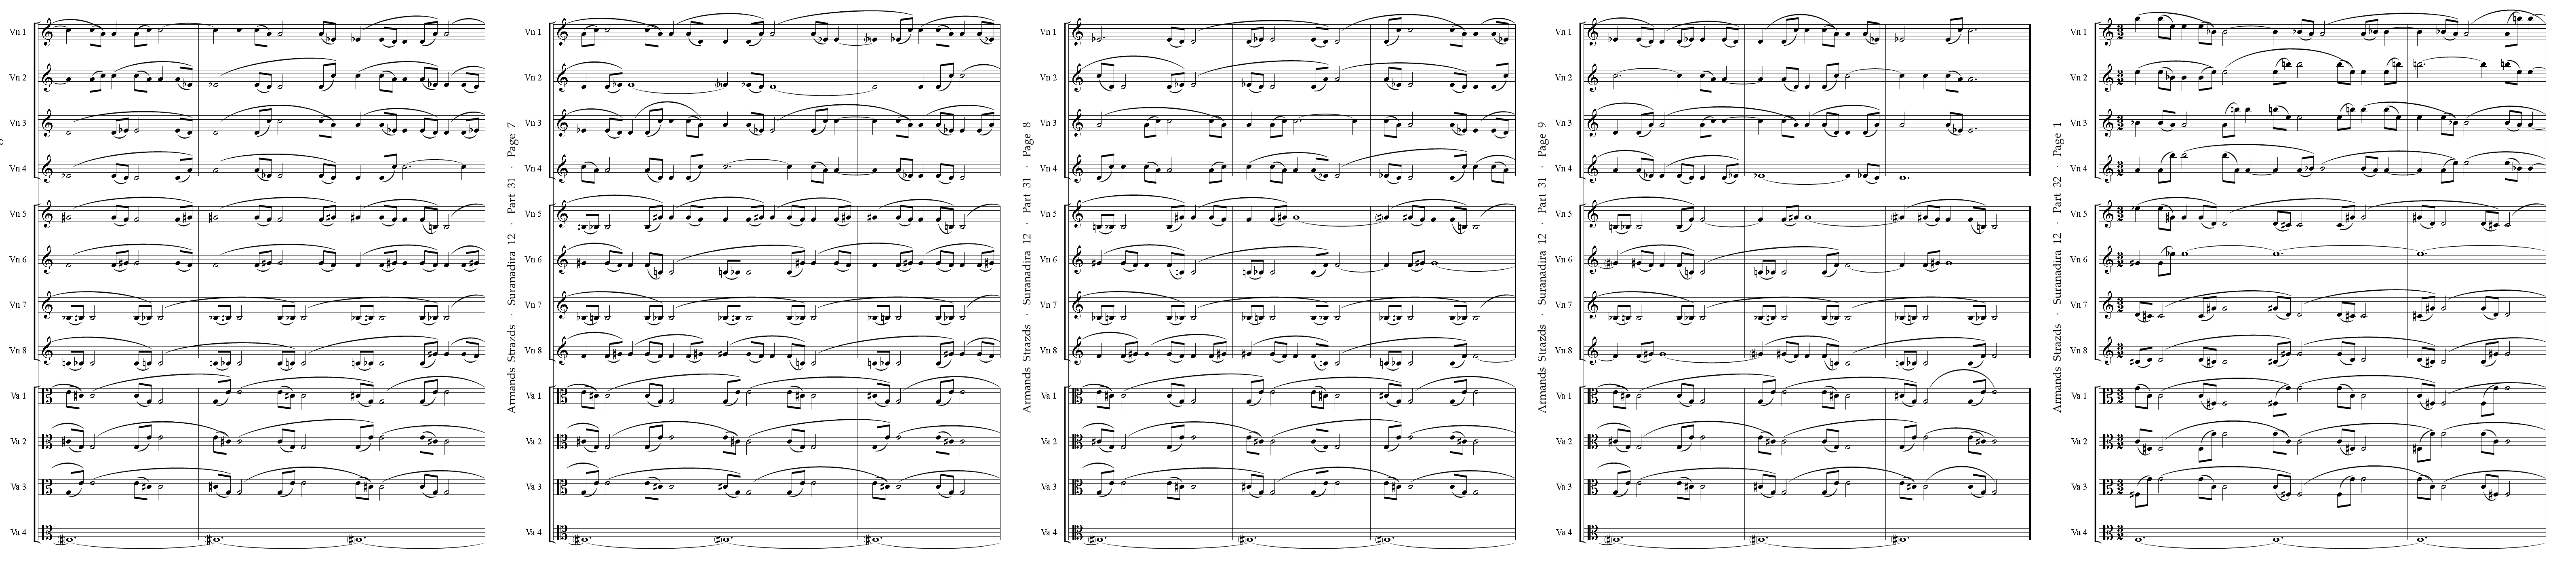 Vn 1
Vn 2
Vn 3
Vn 4
Vn 5
Vn 6
Vn 7
Vn 8
Va 1
Va 2
Va 3
Va 4
Armands Strazds · Suranadira 12 · Part 31 · Page 7
Vn 1
Vn 2
Vn 3
Vn 4
Vn 5
Vn 6
Vn 7
Vn 8
Va 1
Va 2
Va 3
Va 4
Armands Strazds · Suranadira 12 · Part 31 · Page 8
Vn 1
Vn 2
Vn 3
Vn 4
Vn 5
Vn 6
Vn 7
Vn 8
Va 1
Va 2
Va 3
Va 4
Armands Strazds · Suranadira 12 · Part 31 · Page 9
Vn 1
Vn 2
Vn 3
Vn 4
Vn 5
Vn 6
Vn 7
Vn 8
Va 1
Va 2
Va 3
Va 4
Armands Strazds · Suranadira 12 · Part 32 · Page 1
Vn 1
Vn 2
Vn 3
Vn 4
Vn 5
Vn 6
Vn 7
Vn 8
Va 1
Va 2
Va 3
Va 4